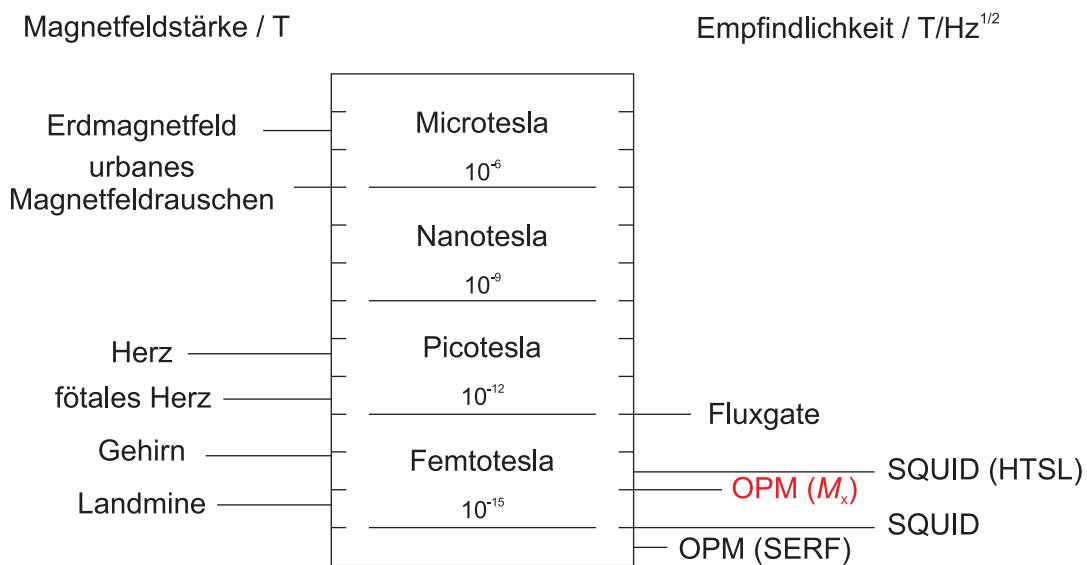 Magnetfeldstärke / T
Empfindlichkeit / T/Hz^1/2
Erdmagnetfeld
Microtesla
urbanes
Magnetfeldrauschen
10^-6
Nanotesla
10^-9
Herz
Picotesla
fötales Herz
10^-12
Fluxgate
Gehirn
Femtotesla
SQUID (HTSL)
OPM (M_x)
Landmine
10^-15
SQUID
OPM (SERF)